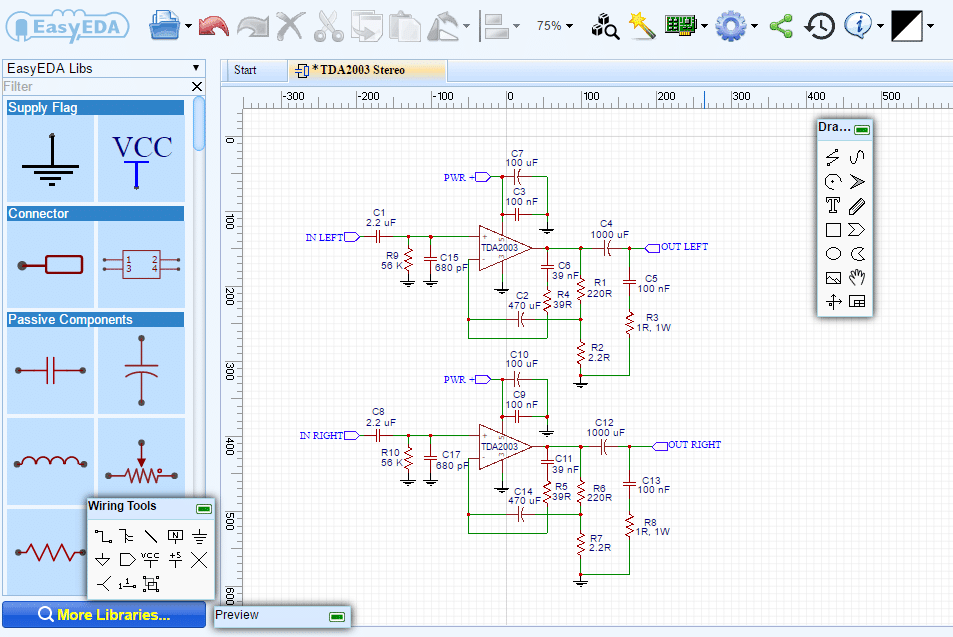 EasyEDA
75%
EasyEDA Libs
Start
*TDA2003 Stereo
Filter
-300 -200 -100 0 100 200 300 400 500
Supply Flag
VCC
Connector
1 2
3 4
Passive Components
Wiring Tools
N
VCC +5
1
More Libraries...
Preview
Dra...
T
0
100
200
300
400
500
600
C7
100 uF
PWR +
C3
100 nF
C1
2.2 uF
IN LEFT
R9
56 K
C15
680 pF
TDA2003
C4
1000 uF
OUT LEFT
C6
39 nF
C5
100 nF
C2
470 uF
R4
39R
R1
220R
R3
1R, 1W
R2
2.2R
C10
100 uF
PWR +
C9
100 nF
C8
2.2 uF
IN RIGHT
R10
56 K
C17
680 pF
TDA2003
C12
1000 uF
OUT RIGHT
C11
39 nF
C13
100 nF
C14
470 uF
R5
39R
R6
220R
R8
1R, 1W
R7
2.2R